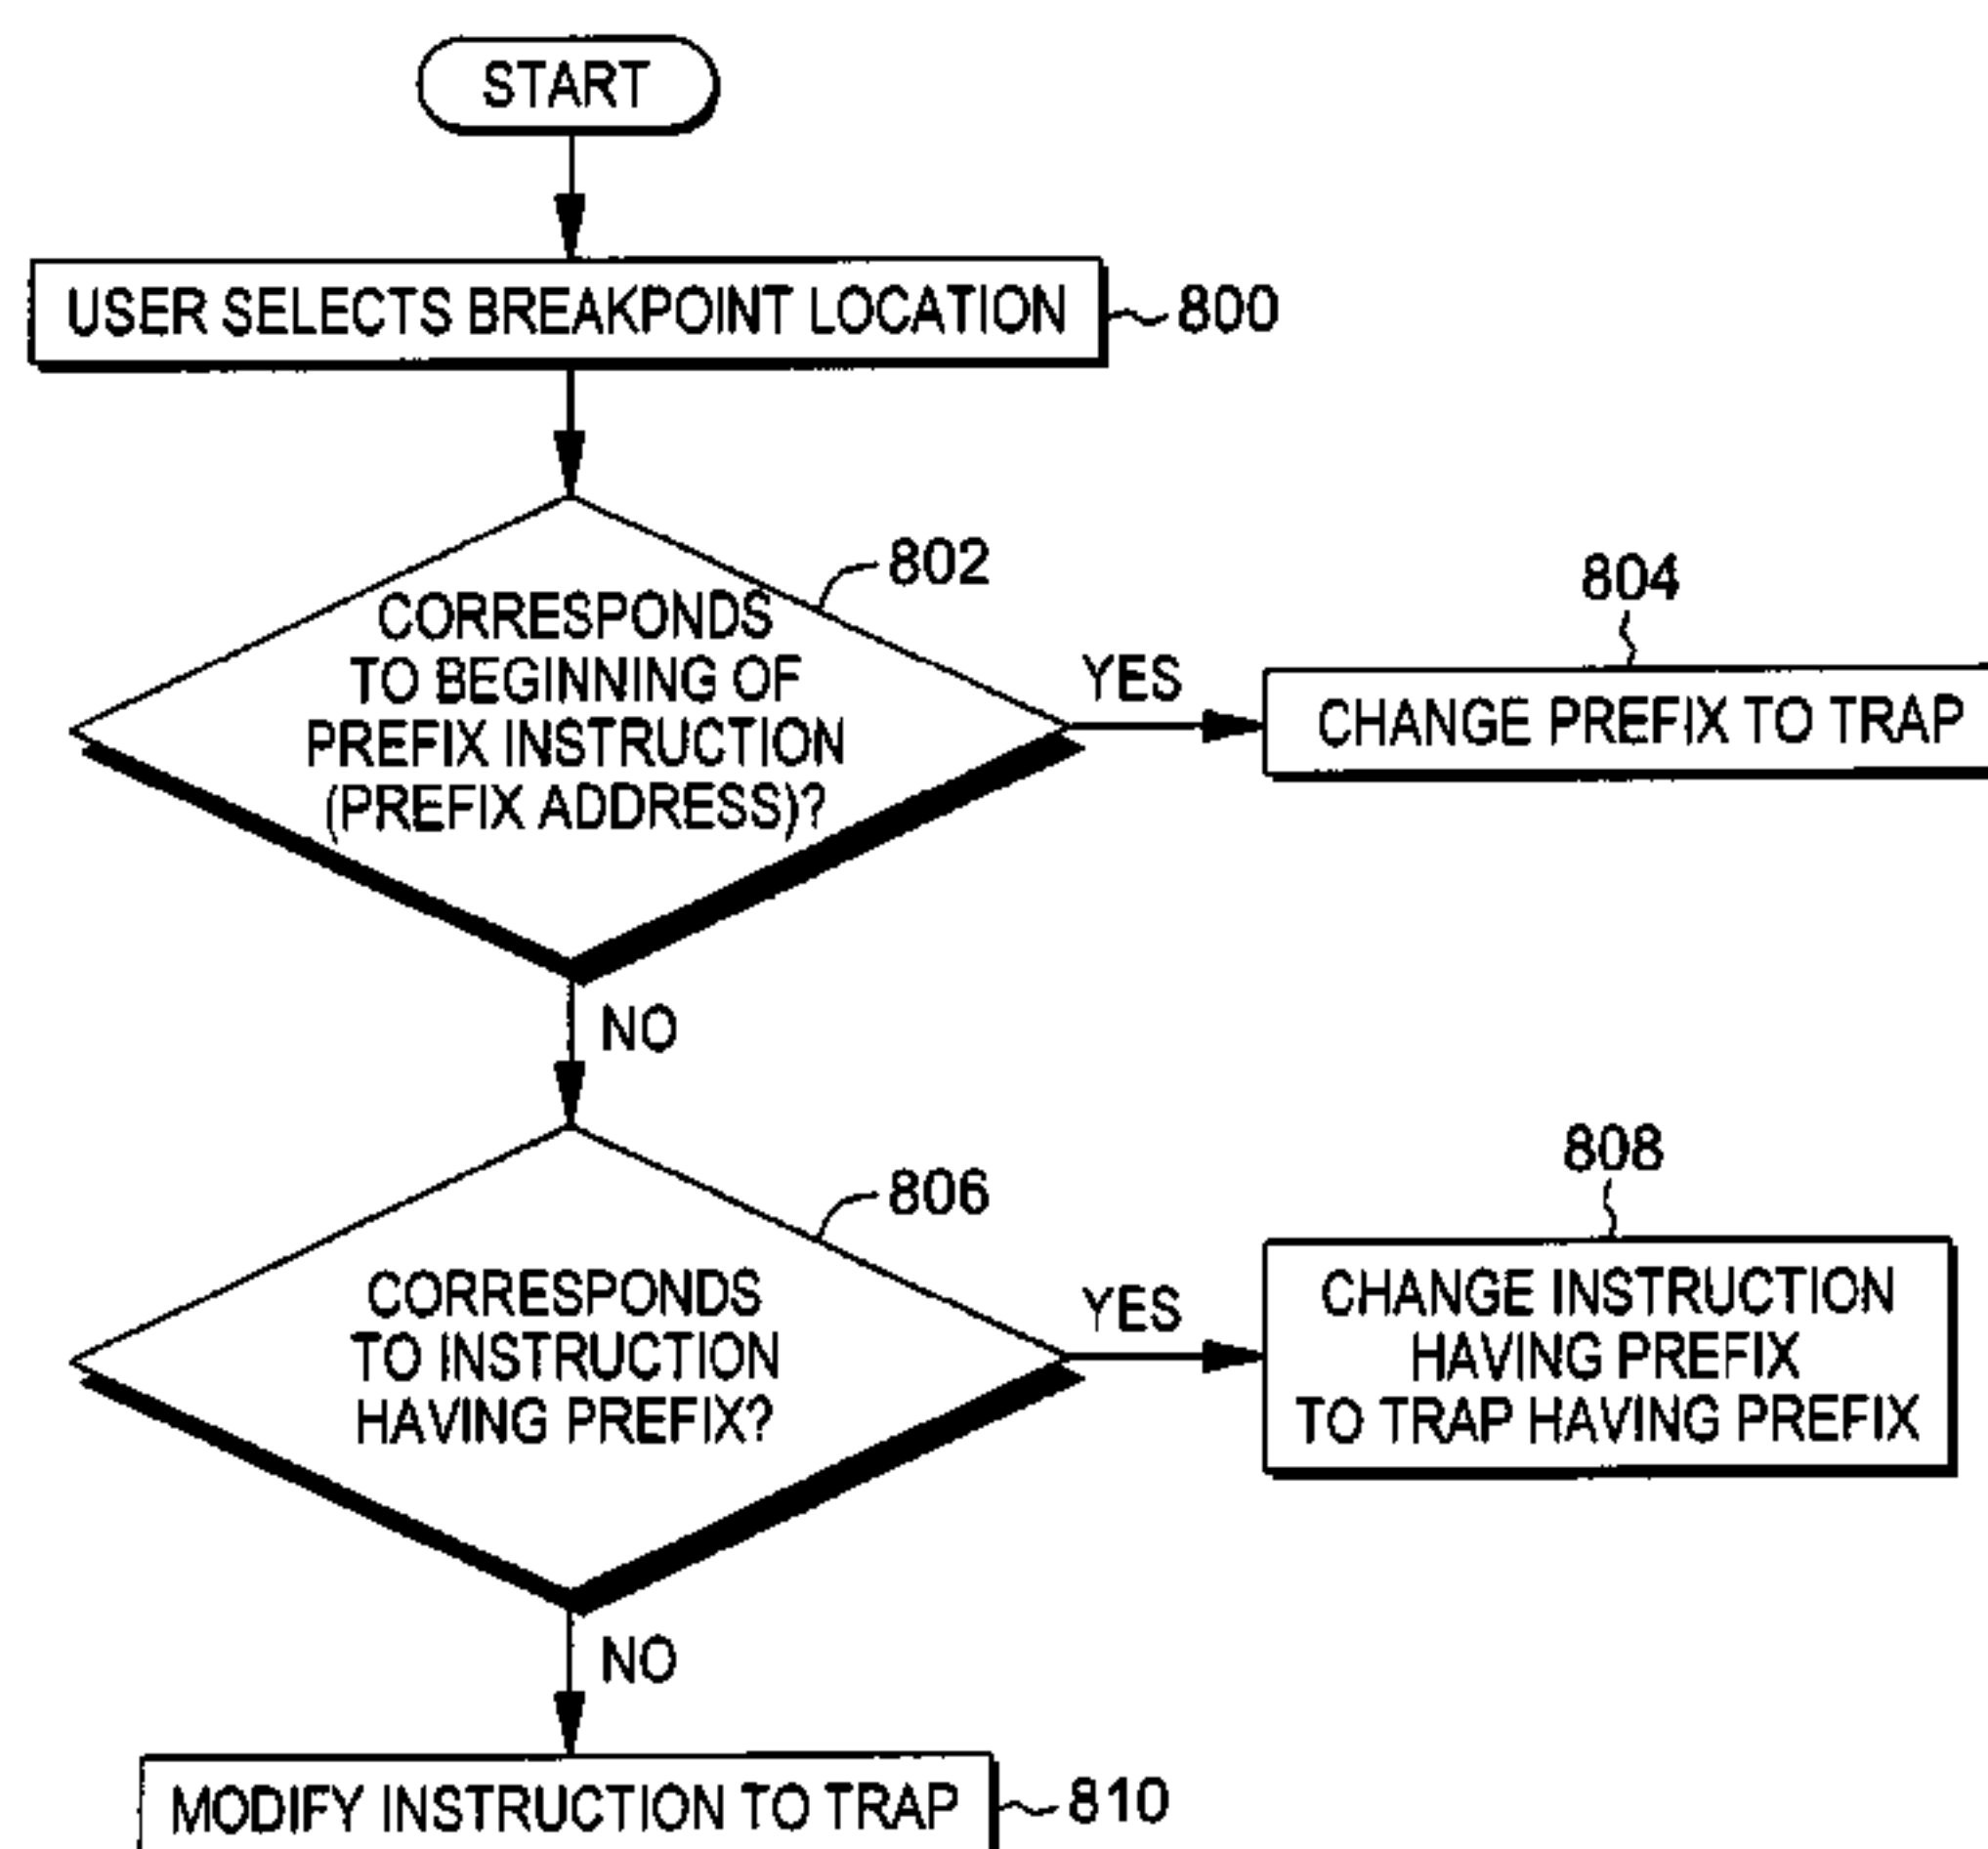 START
USER SELECTS BREAKPOINT LOCATION
800
802
CORRESPONDS
TO BEGINNING OF
PREFIX INSTRUCTION
(PREFIX ADDRESS)?
YES
804
CHANGE PREFIX TO TRAP
NO
806
CORRESPONDS
TO INSTRUCTION
HAVING PREFIX?
YES
808
CHANGE INSTRUCTION
HAVING PREFIX
TO TRAP HAVING PREFIX
NO
MODIFY INSTRUCTION TO TRAP
810